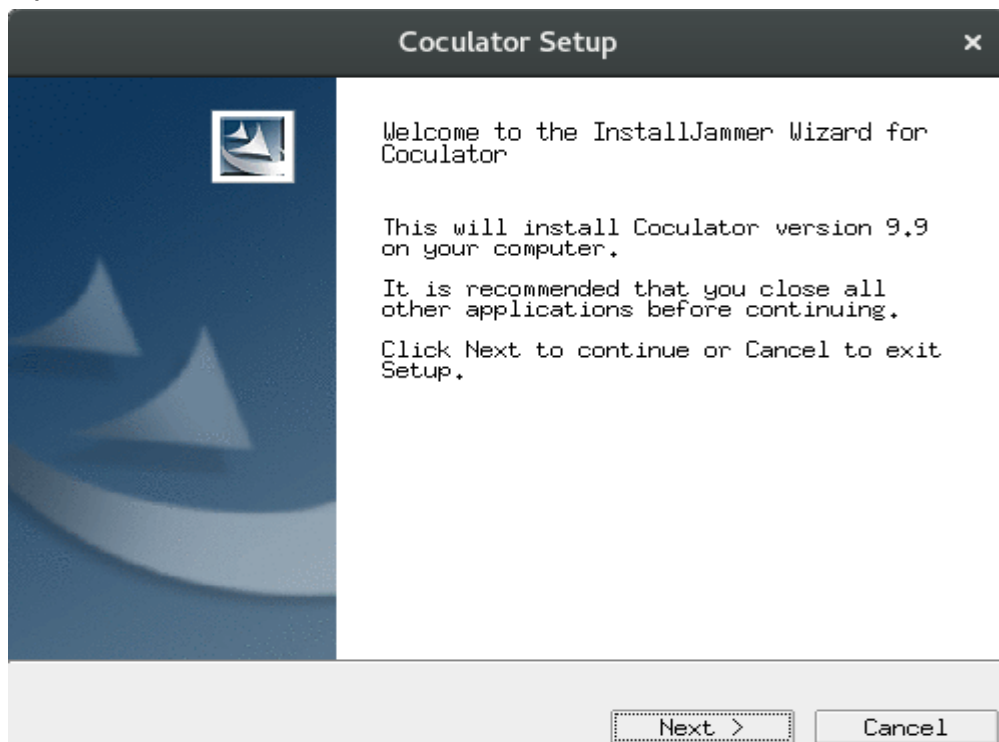 Coculator Setup
Welcome to the InstallJammer Wizard for
Coculator
This will install Coculator version 9.9
on your computer.
It is recommended that you close all
other applications before continuing.
Click Next to continue or Cancel to exit
Setup.
Next >
Cancel